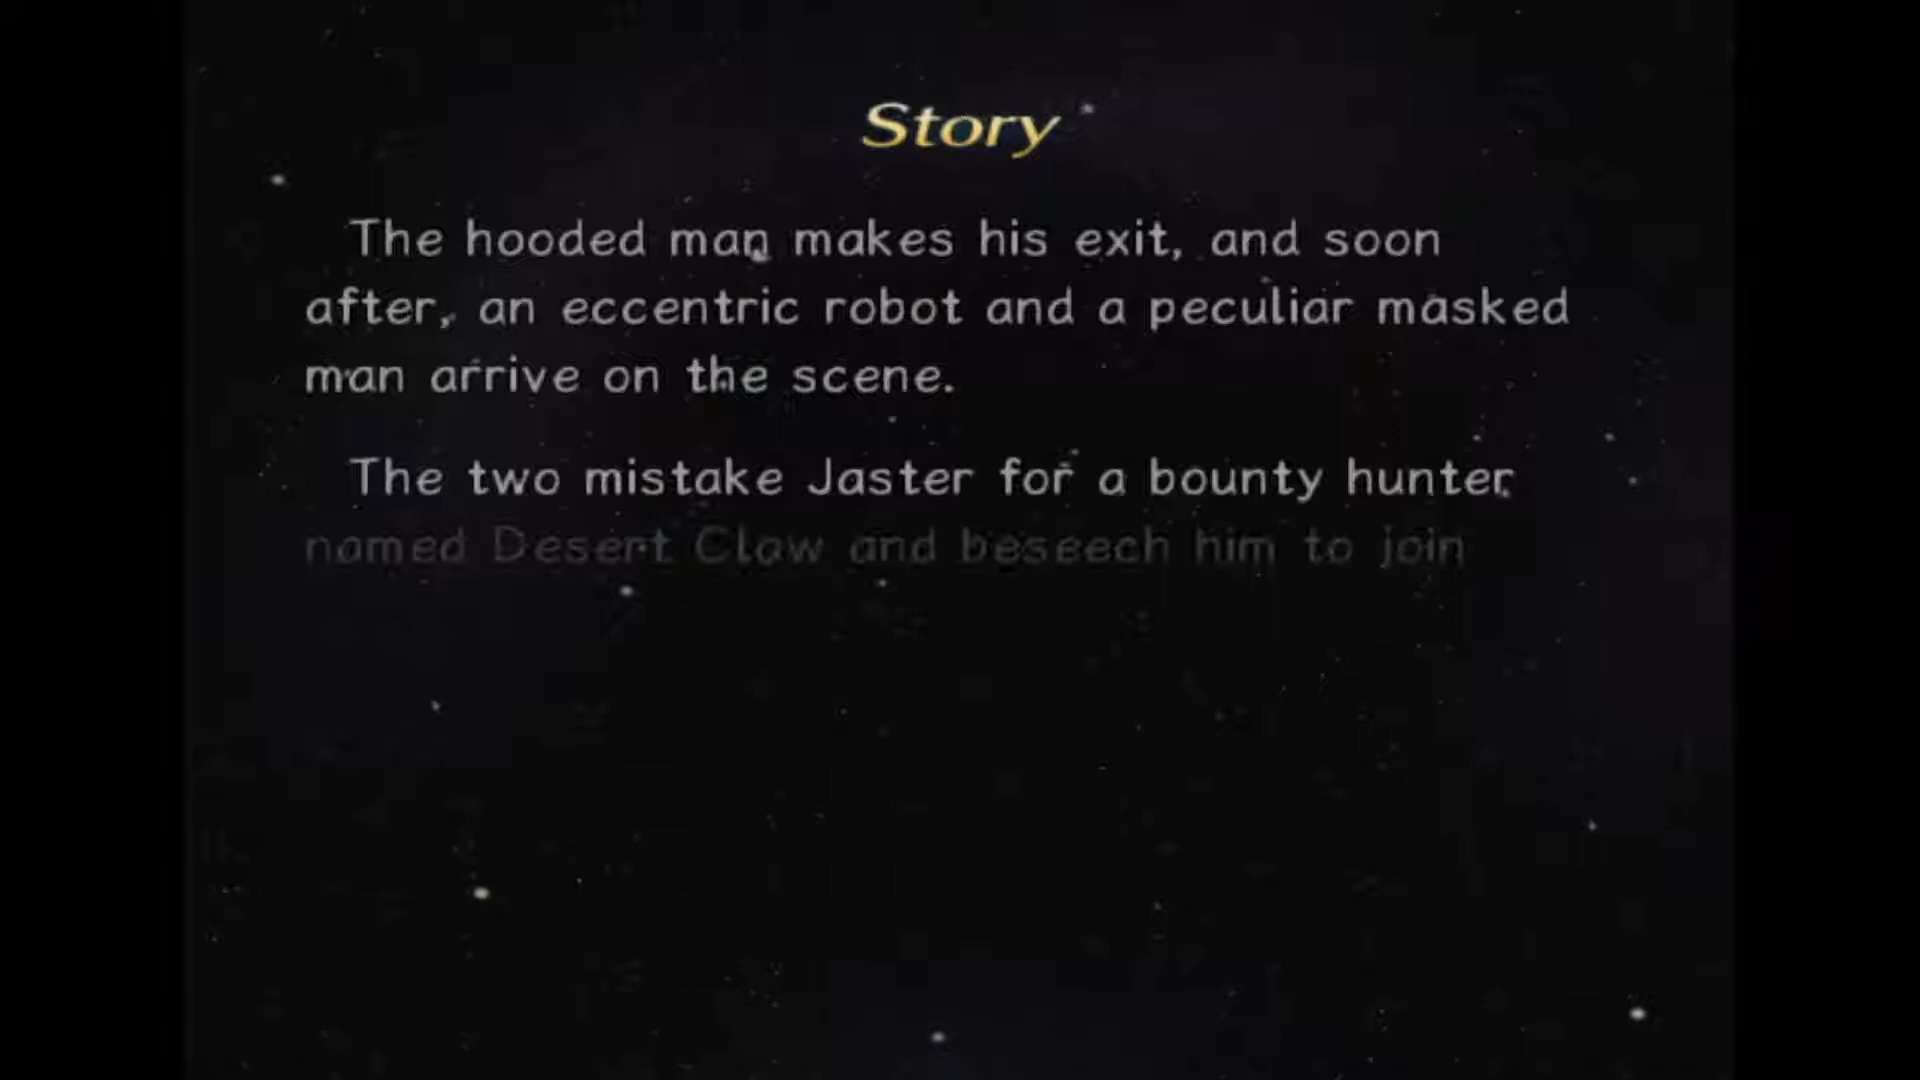 Story
The hooded man makes his exit, and soon
after, an eccentric robot and a peculiar masked
man arrive on the scene.
The two mistake Jaster for a bounty hunter
named Desert Claw and beseech him to join